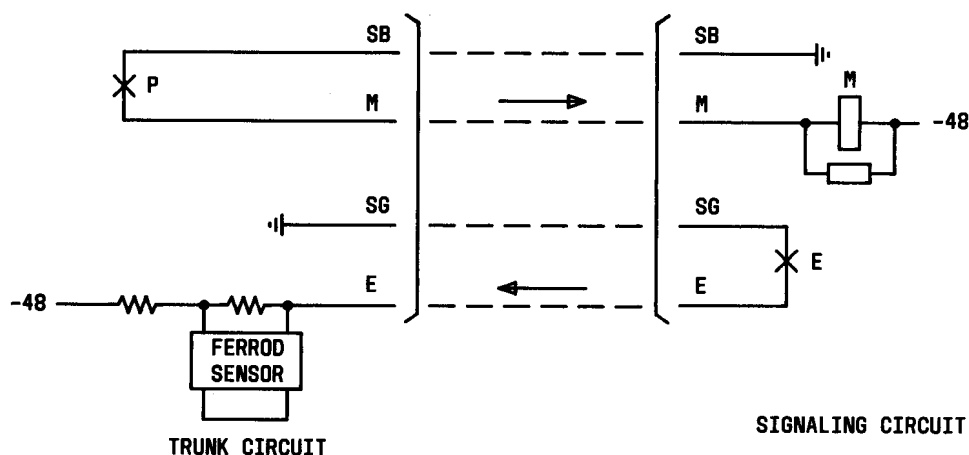 SB
SB
P
M
M
M
-48
SG
SG
E
-48
E
E
FERROD
SENSOR
TRUNK CIRCUIT
SIGNALING CIRCUIT